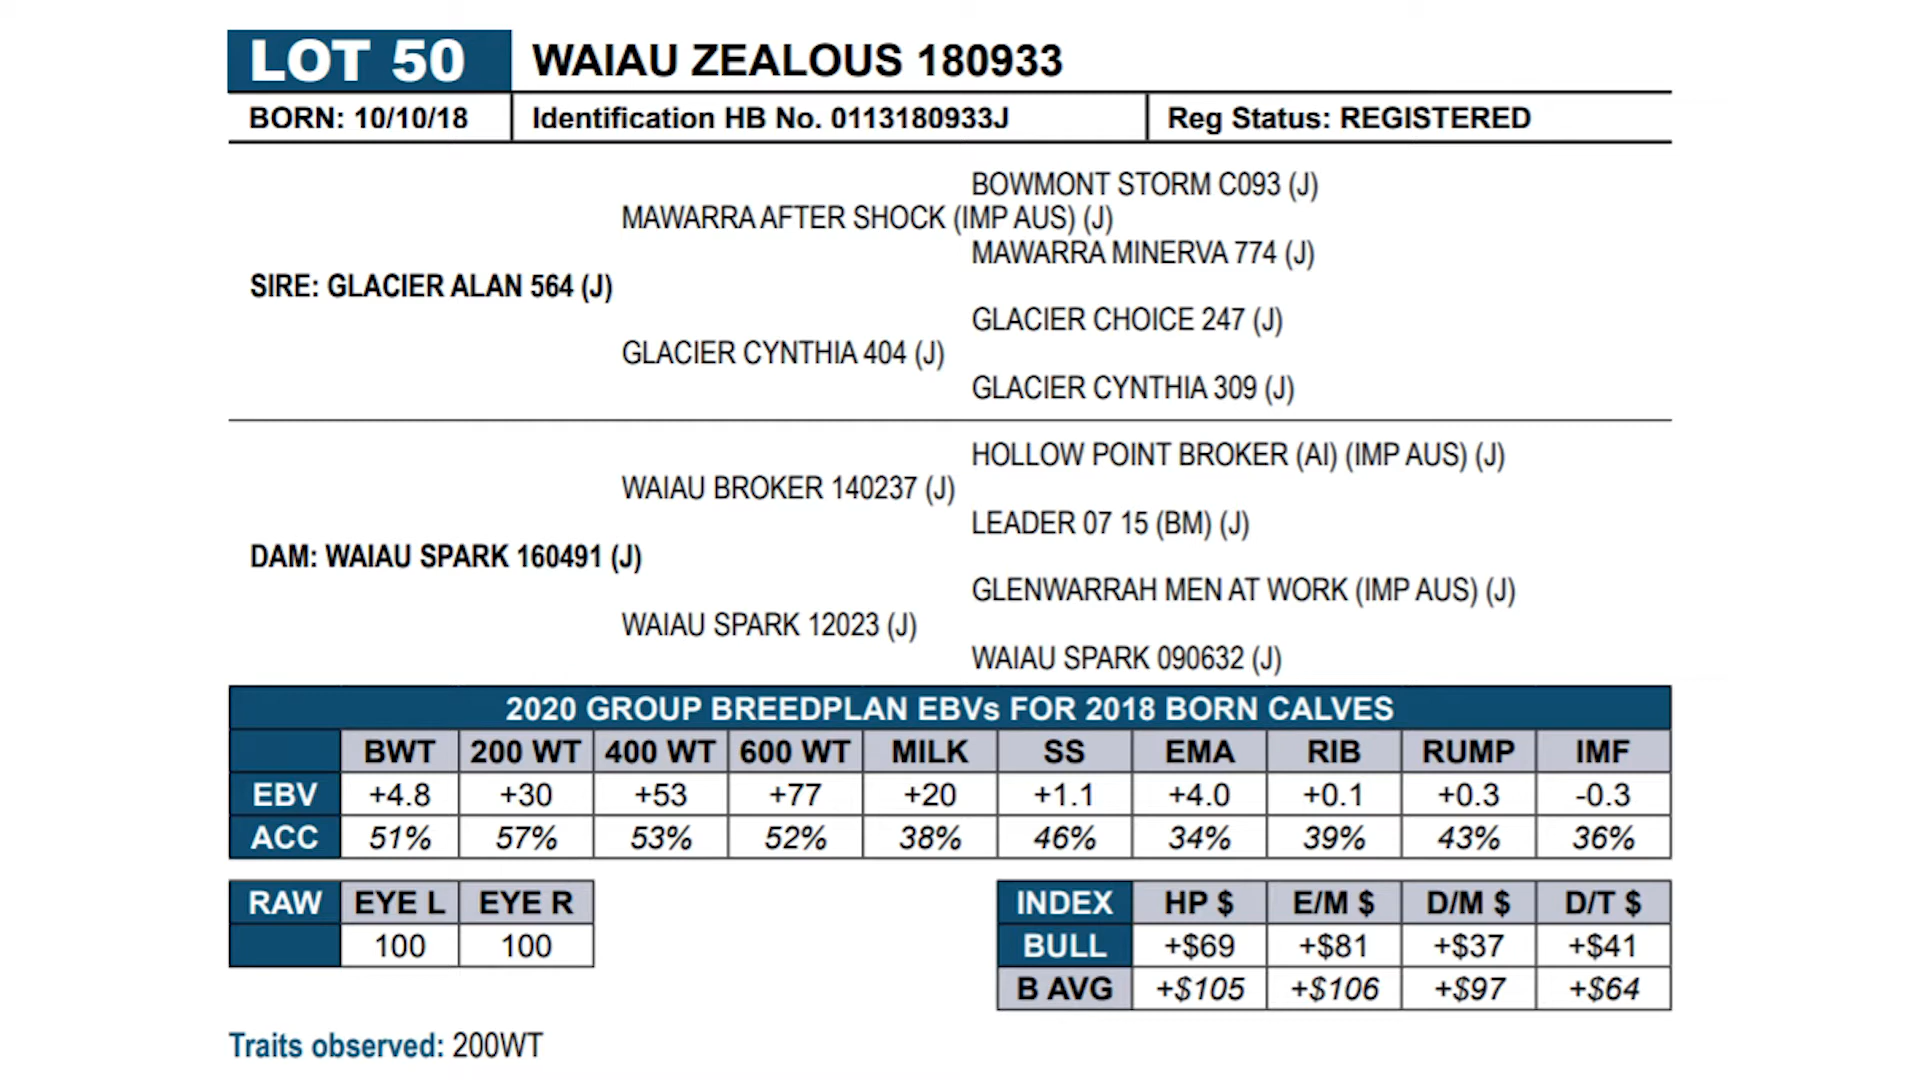 LOT 50 WAIAU ZEALOUS 180933
BORN: 10/10/18 Identification HB No. 0113180933J Reg Status: REGISTERED
BOWMONT STORM C093 (J)
MAWARRA AFTER SHOCK (IMP AUS) (J)
MAWARRA MINERVA 774 (J)
SIRE: GLACIER ALAN 564 (J)
GLACIER CHOICE 247 (J)
GLACIER CYNTHIA 404 (J)
GLACIER CYNTHIA 309 (J)
HOLLOW POINT BROKER (AI) (IMP AUS) (J)
WAIAU BROKER 140237 (J)
LEADER 07 15 (BM) (J)
DAM: WAIAU SPARK 160491 (J)
GLENWARRAH MEN AT WORK (IMP AUS) (J)
WAIAU SPARK 12023 (J)
WAIAU SPARK 090632 (J)
2020 GROUP BREEDPLAN EBVs FOR 2018 BORN CALVES
BWT 200 WT 400 WT 600 WT MILK SS EMA RIB RUMP IMF
EBV +4.8 +30 +53 +77 +20 +1.1 +4.0 +0.1 +0.3 -0.3
ACC 51% 57% 53% 52% 38% 46% 34% 39% 43% 36%
RAW EYE L EYE R INDEX HP $ E/M $ D/M $ D/T $
100 100 BULL +$69 +$81 +$37 +$41
B AVG +$105 +$106 +$97 +$64
Traits observed: 200WT